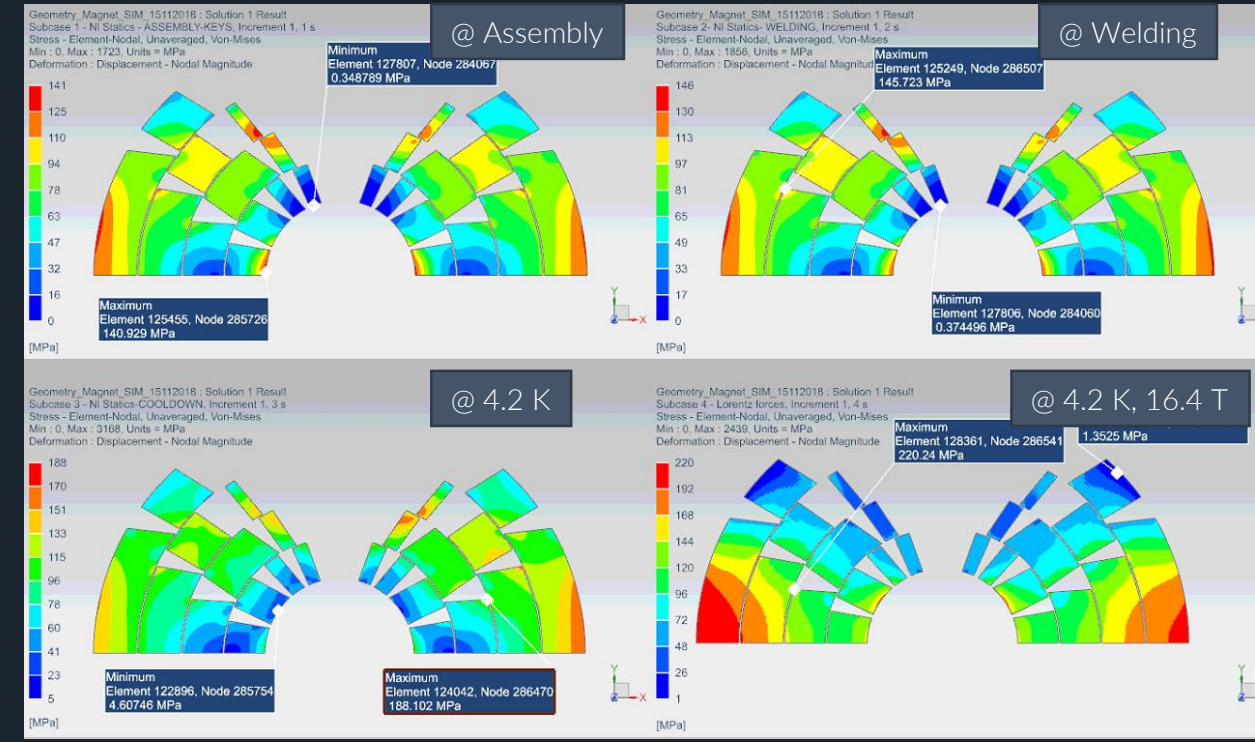 Geometry_Magnet_SIM_15112018 : Solution 1 Result
Subcase 1 - NI Statics - ASSEMBLY-KEYS, Increment 1, 1 s
Stress - Element-Nodal, Unaveraged, Von-Mises
Min : 0, Max : 1723, Units = MPa
Deformation : Displacement - Nodal Magnitude
@ Assembly
Minimum
Element 127807, Node 284067
0.348789 MPa
141
125
110
94
78
63
47
32
16
0
[MPa]
Maximum
Element 125455, Node 285726
140.929 MPa
Y
Z
X
Geometry_Magnet_SIM_15112018 : Solution 1 Result
Subcase 2- NI Statics- WELDING, Increment 1, 2 s
Stress - Element-Nodal, Unaveraged, Von-Mises
Min : 0, Max : 1856, Units = MPa
Deformation : Displacement - Nodal Magnitud
@ Welding
Maximum
Element 125249, Node 286507
145.723 MPa
146
130
113
97
81
65
49
33
17
0
[MPa]
Minimum
Element 127806, Node 284060
0.374496 MPa
Y
Z
Geometry_Magnet_SIM_15112018 : Solution 1 Result
Subcase 3 - NI Statics-COOLDOWN, Increment 1, 3 s
Stress - Element-Nodal, Unaveraged, Von-Mises
Min : 0, Max : 3168, Units = MPa
Deformation : Displacement - Nodal Magnitude
@ 4.2 K
188
170
151
133
115
96
78
60
41
23
5
[MPa]
Minimum
Element 122896, Node 285754
4.60746 MPa
Maximum
Element 124042, Node 286470
188.102 MPa
Y
Z
X
Geometry_Magnet_SIM_15112018 : Solution 1 Result
Subcase 4 - Lorentz forces, Increment 1, 4 s
Stress - Element-Nodal, Unaveraged, Von-Mises
Min : 0, Max : 2439, Units = MPa
Deformation : Displacement - Nodal Magnitude
@ 4.2 K, 16.4 T
Maximum
Element 128361, Node 286541
220.24 MPa
1.3525 MPa
220
192
168
144
120
96
72
48
26
1
[MPa]
Y
Z